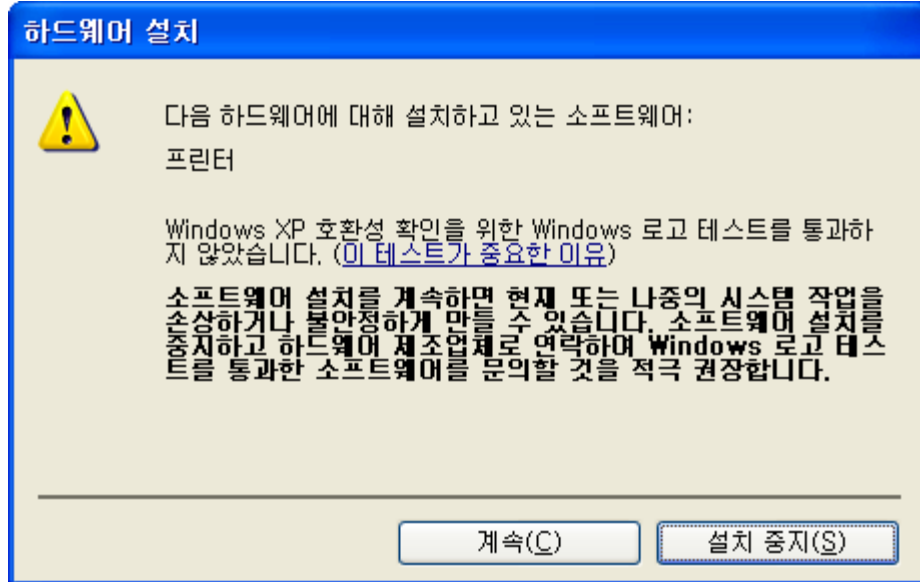 하드웨어 설치
다음 하드웨어에 대해 설치하고 있는 소프트웨어:
프린터
Windows XP 호환성 확인을 위한 Windows 로고 테스트를 통과하
지 않았습니다. (이 테스트가 중요한 이유)
소프트웨어 설치를 계속하면 현재 또는 나중의 시스템 작업을
손상하거나 불안정하게 만들 수 있습니다. 소프트웨어 설치를
중지하고 하드웨어 제조업체로 연락하여 Windows 로고 테스
트를 통과한 소프트웨어를 문의할 것을 적극 권장합니다.
계속(C) 설치 중지(S)